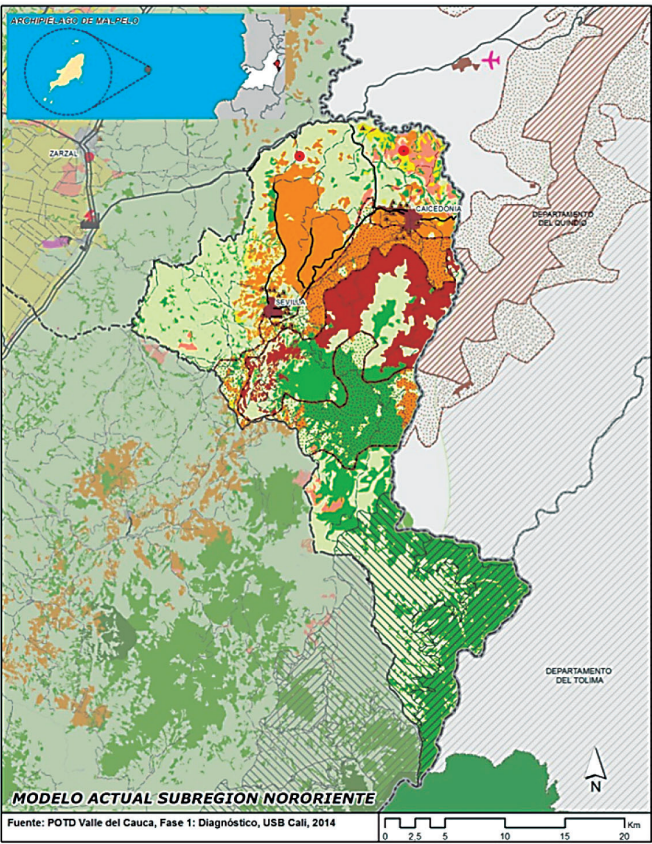 ARCHIPIÉLAGO DE MALPELO
ZARZAL
CAICEDONIA
DEPARTAMENTO
DEL QUINDIO
SEVILLA
DEPARTAMENTO
DEL TOLIMA
N
MODELO ACTUAL SUBREGION NORORIENTE
Fuente: POTD Valle del Cauca, Fase 1: Diagnóstico, USB Cali, 2014
Km
0 2,5 5 10 15 20